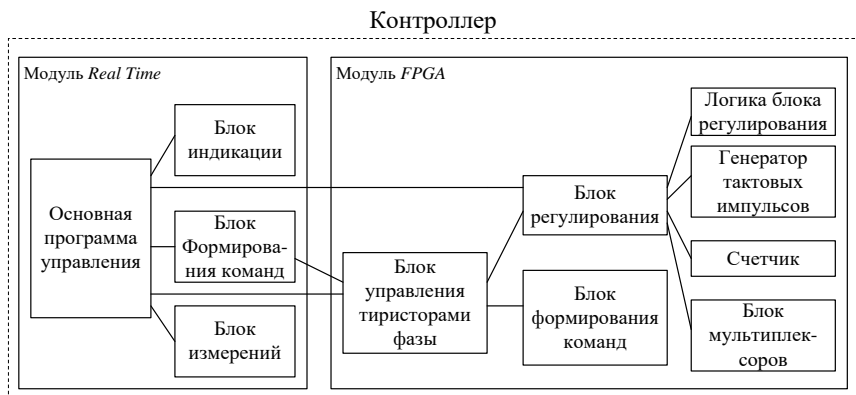 Контроллер
Модуль Real Time
Модуль FPGA
Блок
индикации
Основная
программа
управления
Блок
Формирова-
ния команд
Блок
измерений
Блок
управления
тиристорами
фазы
Блок
регулирования
Блок
формирования
команд
Логика блока
регулирования
Генератор
тактовых
импульсов
Счетчик
Блок
мультиплек-
соров